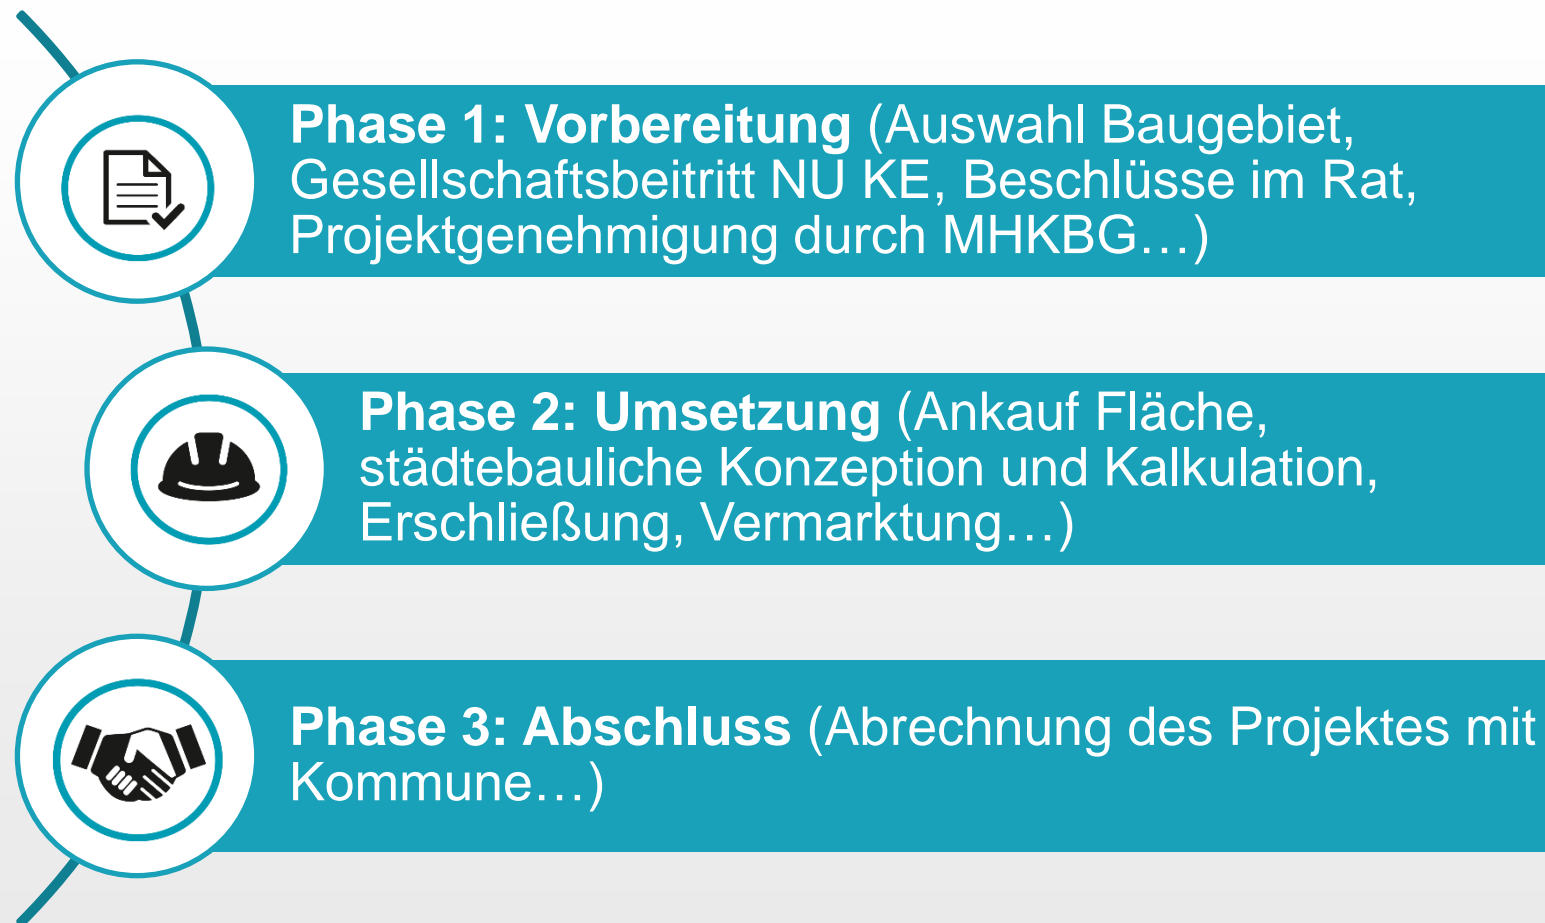 Phase 1: Vorbereitung (Auswahl Baugebiet,
Gesellschaftsbeitritt NU KE, Beschlüsse im Rat,
Projektgenehmigung durch MHKBG…)
Phase 2: Umsetzung (Ankauf Fläche,
städtebauliche Konzeption und Kalkulation,
Erschließung, Vermarktung…)
Phase 3: Abschluss (Abrechnung des Projektes mit
Kommune…)